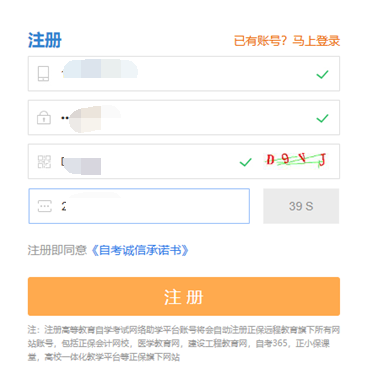 注册
已有账号？马上登录
D9VJ
39 S
注册即同意《自考诚信承诺书》
注册
注：注册高等教育自学考试网络助学平台账号将会自动注册正保远程教育旗下所有网
站账号，包括正保会计网校，医学教育网，建设工程教育网，自考365，正小保课
堂，高校一体化教学平台等正保旗下网站